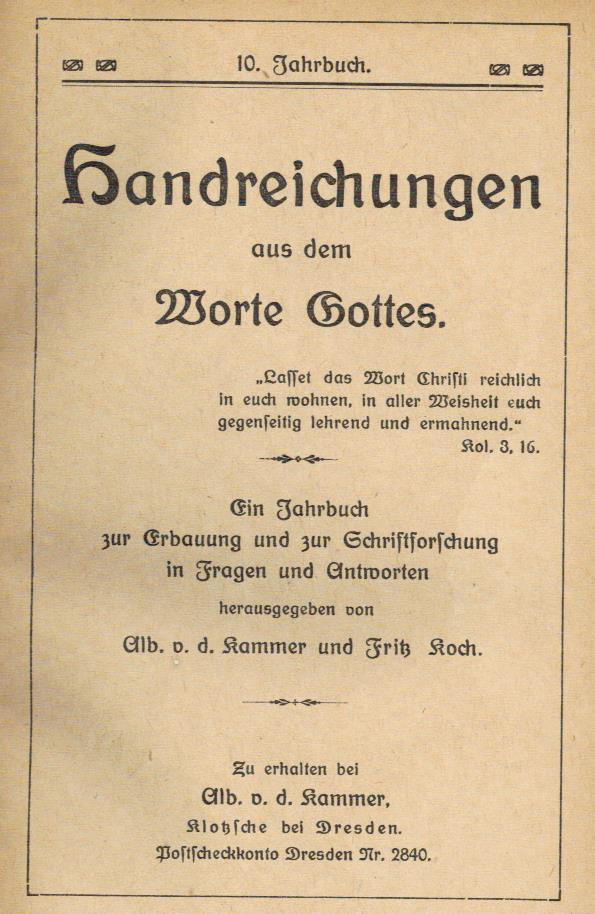 10. Jahrbuch.
Handreichungen
aus dem
Worte Gottes.
„Lasset das Wort Christi reichlich
in euch wohnen, in aller Weisheit euch
gegenseitig lehrend und ermahnend.“
Kol. 3, 16.
Ein Jahrbuch
zur Erbauung und zur Schriftforschung
in Fragen und Antworten
herausgegeben von
Alb. v. d. Kammer und Fritz Koch.
Zu erhalten bei
Alb. v. d. Kammer,
Klotzsche bei Dresden.
Postscheckkonto Dresden Nr. 2840.